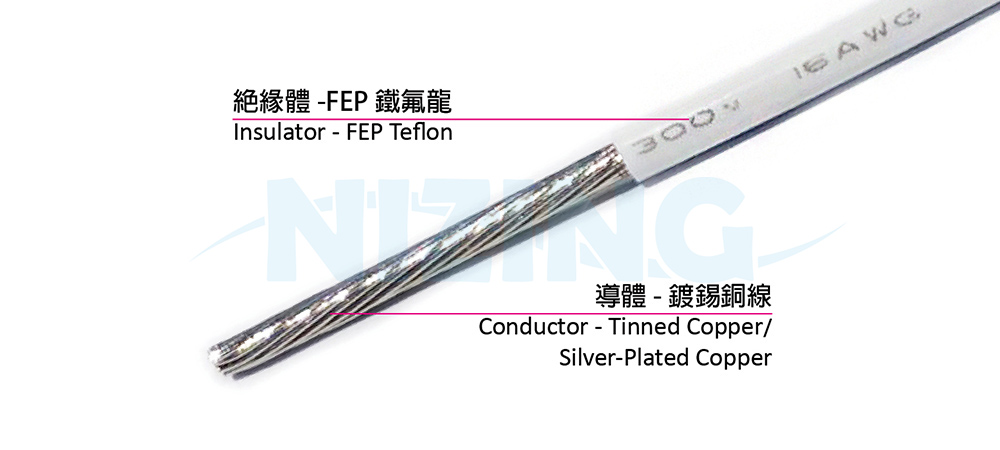 絕緣體 -FEP 鐵氟龍
Insulator - FEP Teflon
300V 16AWG
NIZING
導體 - 鍍錫銅線
Conductor - Tinned Copper/
Silver-Plated Copper